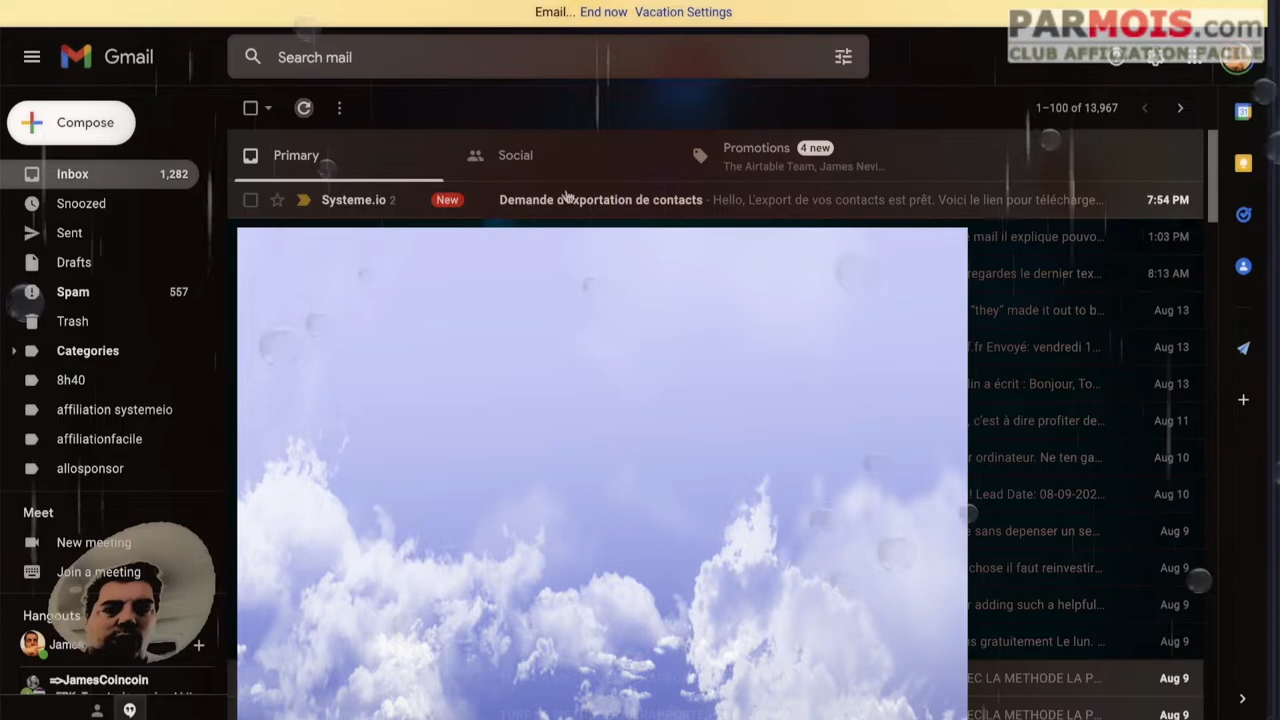 Email... End now Vacation Settings
PARMOIS.com
CLUB AFFILIATION FACILE
Gmail
Search mail
Compose
1–100 of 13,967
Primary
Social
Promotions 4 new
The Airtable Team, James Nevi...
Inbox 1,282
Snoozed
Sent
Drafts
Spam 557
Trash
Categories
8h40
affiliation systemeio
affiliationfacile
allosponsor
Meet
New meeting
Join a meeting
Hangouts
James
=>JamesCoincoin
Systeme.io 2 New Demande d'exportation de contacts - Hello, L'export de vos contacts est prêt. Voici le lien pour télécharge... 7:54 PM
e mail il explique pouvo... 1:03 PM
regardes le dernier tex... 8:13 AM
"they" made it out to b... Aug 13
f.fr Envoyé: vendredi 1... Aug 13
in a écrit : Bonjour, To... Aug 13
, c'est à dire profiter de... Aug 11
r ordinateur. Ne ten ga... Aug 10
! Lead Date: 08-09-202... Aug 10
e sans depenser un se... Aug 9
chose il faut reinvestir... Aug 9
r adding such a helpful... Aug 9
s gratuitement Le lun. ... Aug 9
EC LA METHODE LA P... Aug 9
EC LA METHODE LA P... Aug 9